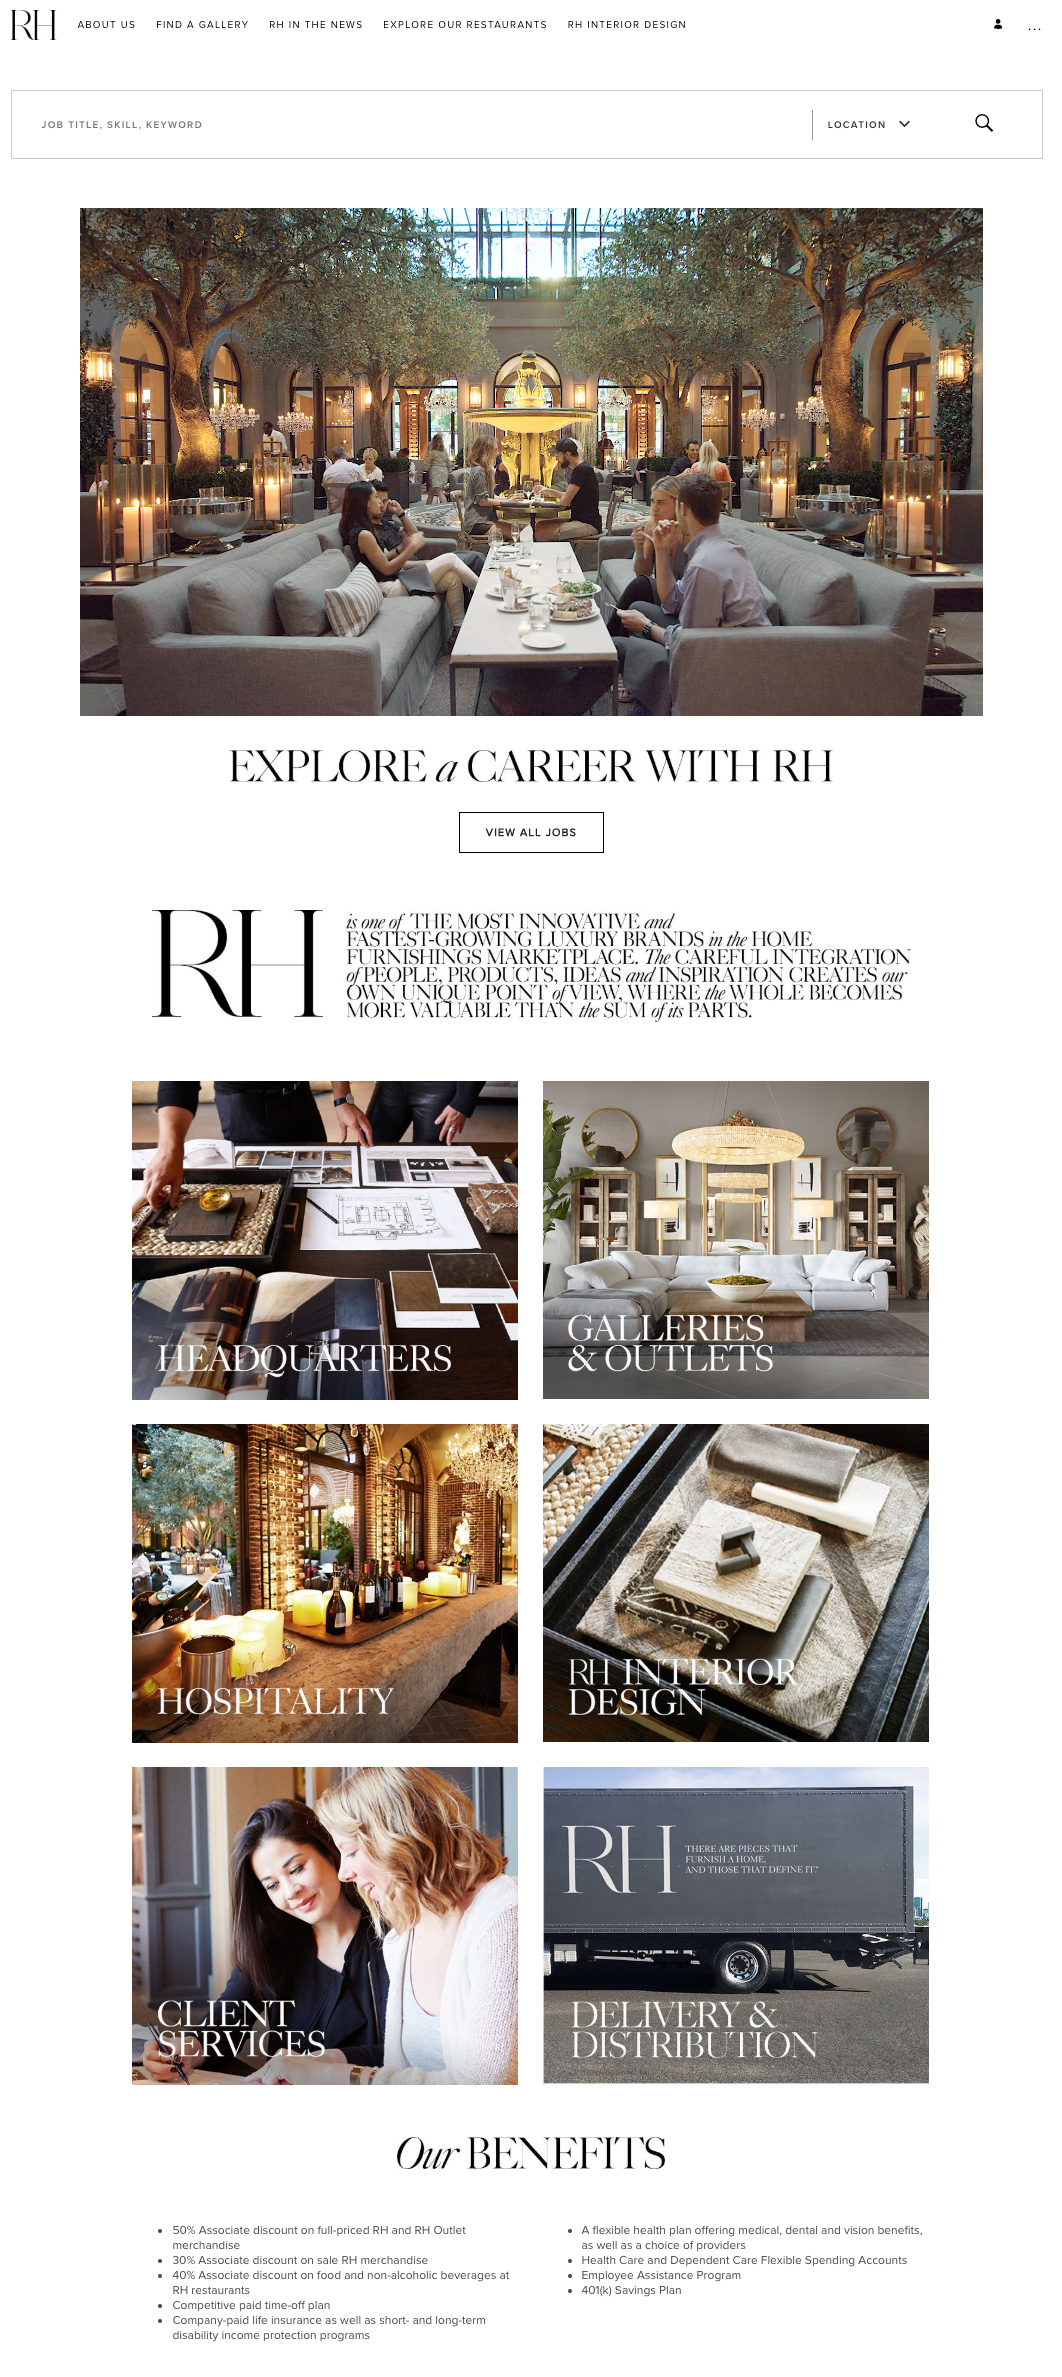 RH ABOUT US FIND A GALLERY RH IN THE NEWS EXPLORE OUR RESTAURANTS RH INTERIOR DESIGN ...
JOB TITLE, SKILL, KEYWORD LOCATION
EXPLORE a CAREER WITH RH
VIEW ALL JOBS
RH
is one of THE MOST INNOVATIVE and
FASTEST-GROWING LUXURY BRANDS in the HOME
FURNISHINGS MARKETPLACE. The CAREFUL INTEGRATION
of PEOPLE, PRODUCTS, IDEAS and INSPIRATION CREATES our
OWN UNIQUE POINT of VIEW, WHERE the WHOLE BECOMES
MORE VALUABLE THAN the SUM of its PARTS.
HEADQUARTERS
GALLERIES
& OUTLETS
HOSPITALITY
RH INTERIOR
DESIGN
CLIENT
SERVICES
RH
THERE ARE PIECES THAT
FURNISH A HOME,
AND THOSE THAT DEFINE IT.
DELIVERY &
DISTRIBUTION
Our BENEFITS
• 50% Associate discount on full-priced RH and RH Outlet
merchandise
• 30% Associate discount on sale RH merchandise
• 40% Associate discount on food and non-alcoholic beverages at
RH restaurants
• Competitive paid time-off plan
• Company-paid life insurance as well as short- and long-term
disability income protection programs
• A flexible health plan offering medical, dental and vision benefits,
as well as a choice of providers
• Health Care and Dependent Care Flexible Spending Accounts
• Employee Assistance Program
• 401(k) Savings Plan